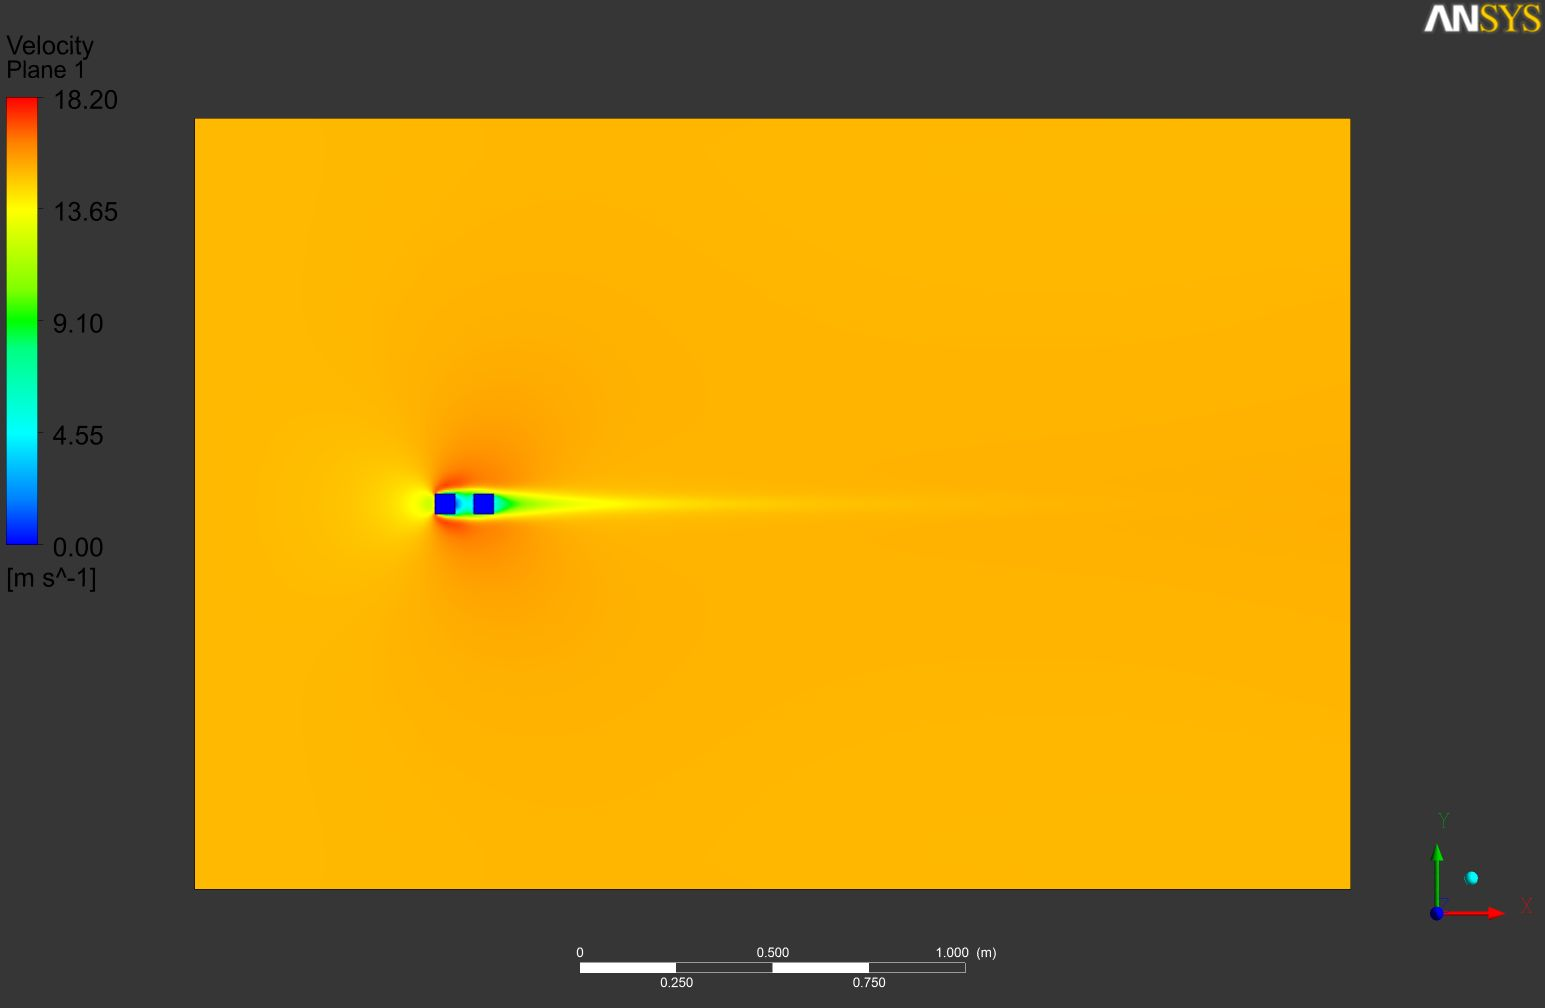 ANSYS
Velocity
Plane 1
18.20
13.65
9.10
4.55
0.00
[m s^-1]
Y
Z
X
0 0.500 1.000 (m)
0.250 0.750